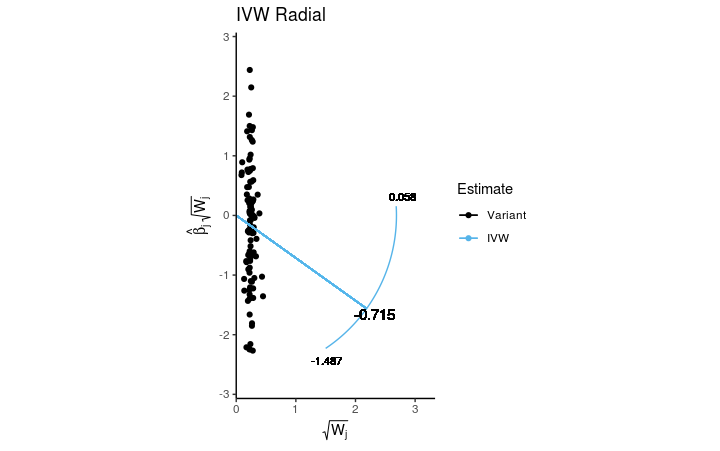 IVW Radial
3
2
1
0
-1
-2
-3
β̂j√Wj
0.058
-0.715
-1.487
0
1
2
3
√Wj
Estimate
Variant
IVW